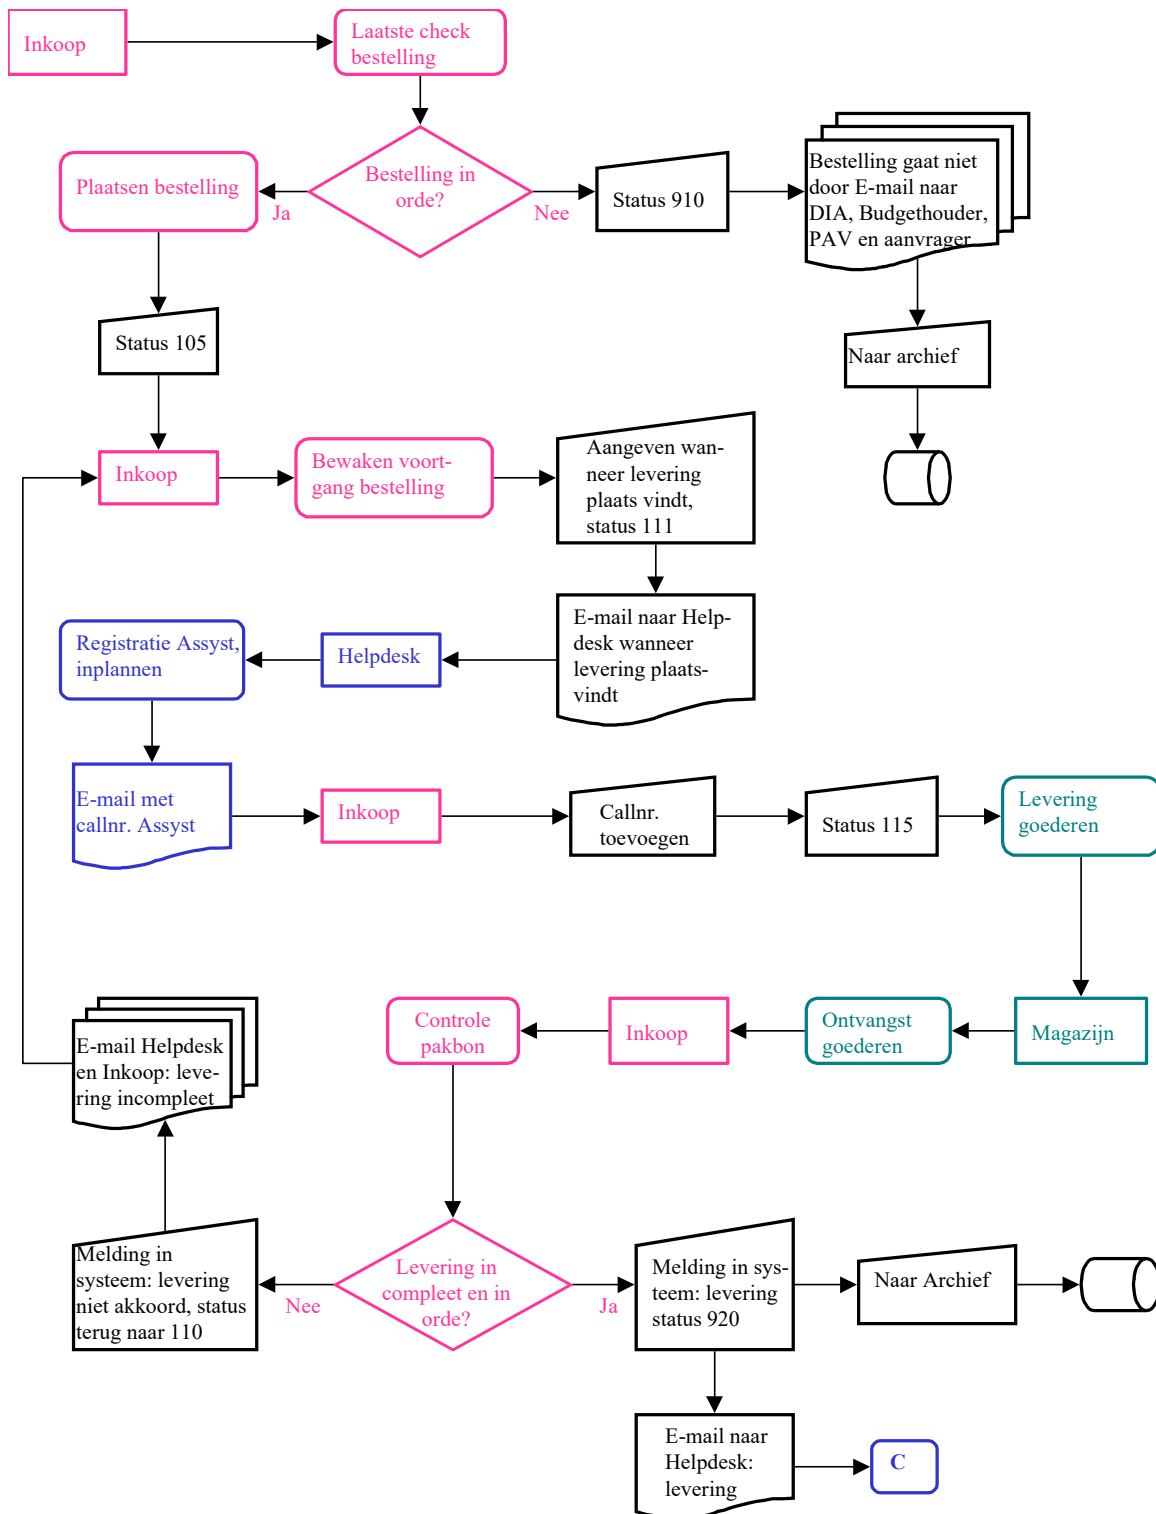 Inkoop
Laatste check
bestelling
Bestelling in
orde?
Plaatsen bestelling
Ja
Nee
Status 910
Bestelling gaat niet
door E-mail naar
DIA, Budgethouder,
PAV en aanvrager
Status 105
Naar archief
Inkoop
Bewaken voort-
gang bestelling
Aangeven wan-
neer levering
plaats vindt,
status 111
E-mail naar Help-
desk wanneer
levering plaats-
vindt
Helpdesk
Registratie Assyst,
inplannen
E-mail met
callnr. Assyst
Inkoop
Callnr.
toevoegen
Status 115
Levering
goederen
Magazijn
Ontvangst
goederen
Inkoop
Controle
pakbon
E-mail Helpdesk
en Inkoop: leve-
ring incompleet
Melding in
systeem: levering
niet akkoord, status
terug naar 110
Nee
Levering in
compleet en in
orde?
Ja
Melding in sys-
teem: levering
status 920
Naar Archief
E-mail naar
Helpdesk:
levering
C